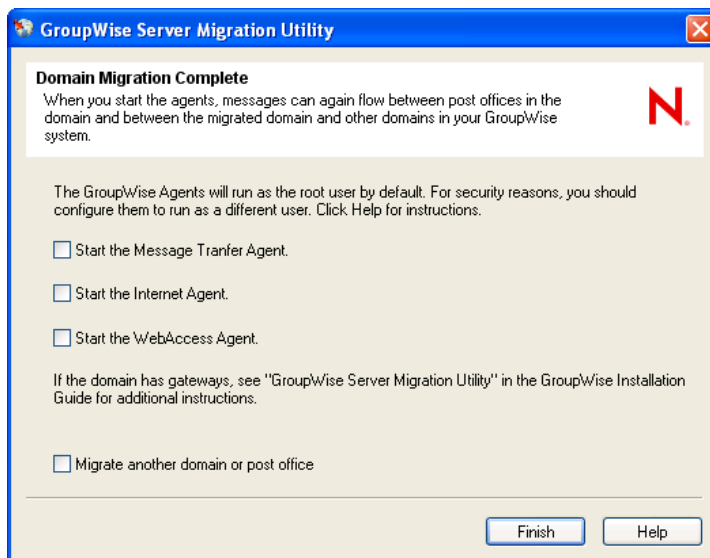 GroupWise Server Migration Utility
Domain Migration Complete
When you start the agents, messages can again flow between post offices in the
domain and between the migrated domain and other domains in your GroupWise
system.
N.
The GroupWise Agents will run as the root user by default. For security reasons, you should
configure them to run as a different user. Click Help for instructions.
Start the Message Tranfer Agent.
Start the Internet Agent.
Start the WebAccess Agent.
If the domain has gateways, see "GroupWise Server Migration Utility" in the GroupWise Installation
Guide for additional instructions.
Migrate another domain or post office
Finish
Help